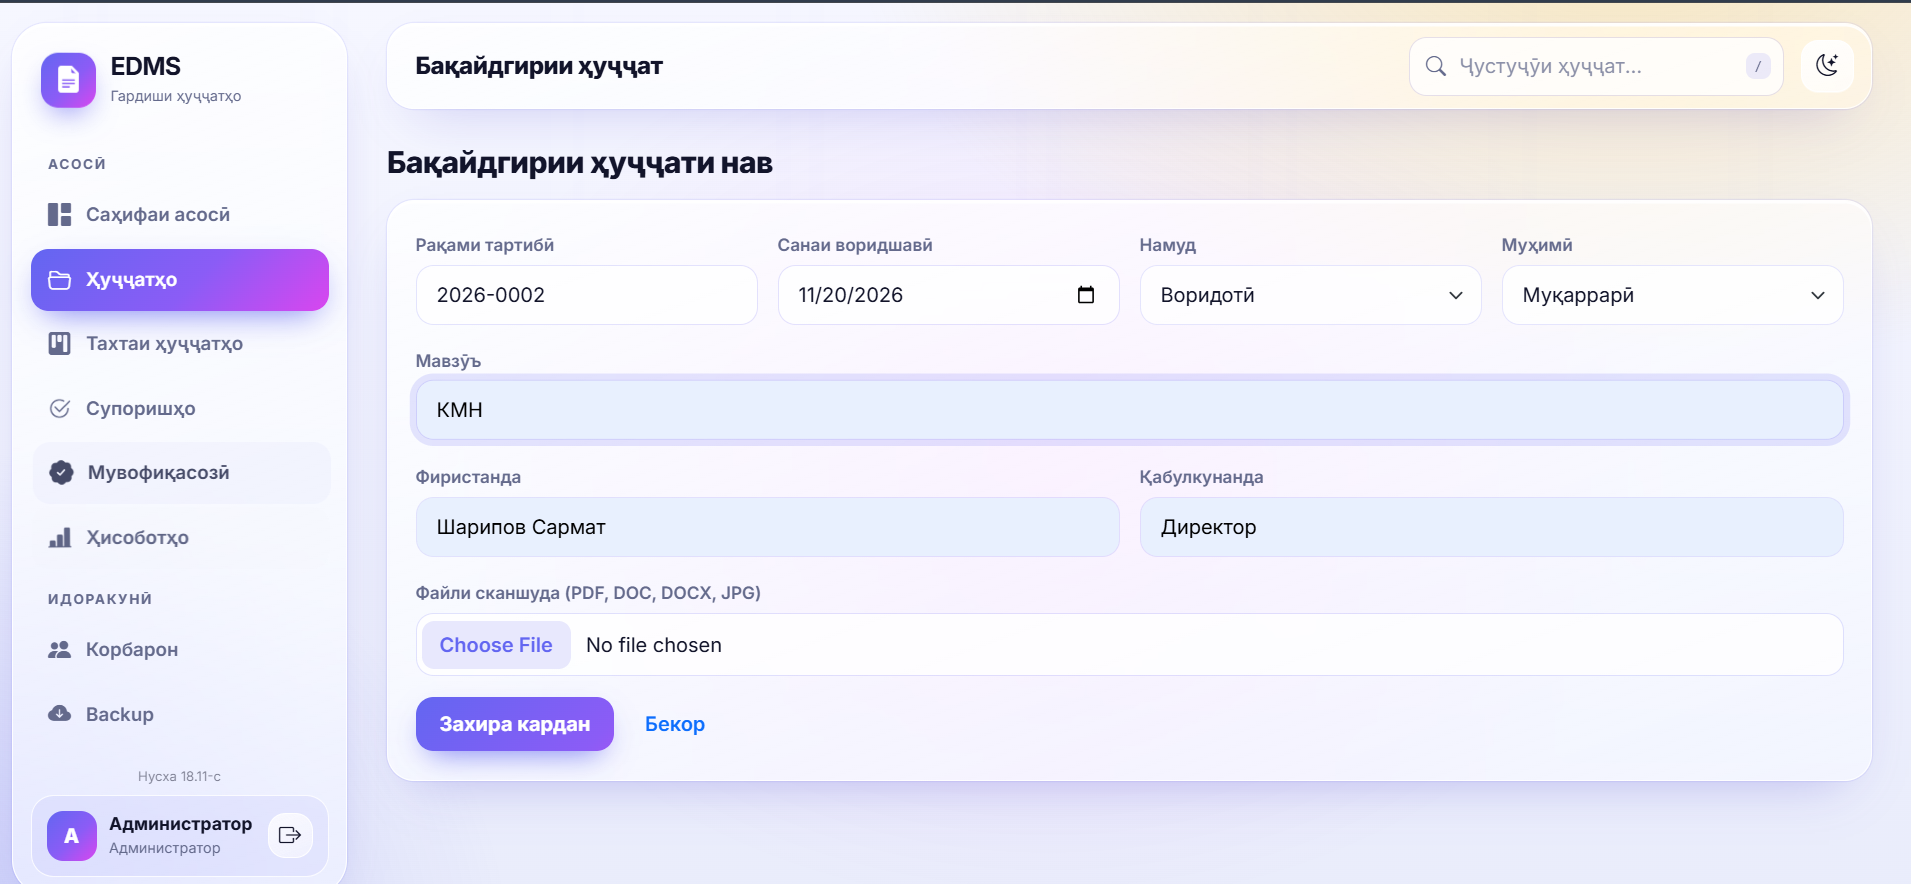 EDMS
Гардиши ҳуҷҷатҳо
АСОСӢ
Саҳифаи асосӣ
Ҳуҷҷатҳо
Тахтаи ҳуҷҷатҳо
Супоришҳо
Мувофиқасозӣ
Ҳисоботҳо
ИДОРАКУНӢ
Корбарон
Backup
Нусха 18.11-c
A
Администратор
Администратор
Бақайдгирии ҳуҷҷат
Ҷустуҷӯи ҳуҷҷат...
/
Бақайдгирии ҳуҷҷати нав
Рақами тартибӣ
Санаи воридшавӣ
Намуд
Муҳимӣ
2026-0002
11/20/2026
Воридотӣ
Муқаррарӣ
Мавзӯъ
КМН
Фиристанда
Қабулкунанда
Шарипов Сармат
Директор
Файли сканшуда (PDF, DOC, DOCX, JPG)
Choose File No file chosen
Захира кардан
Бекор